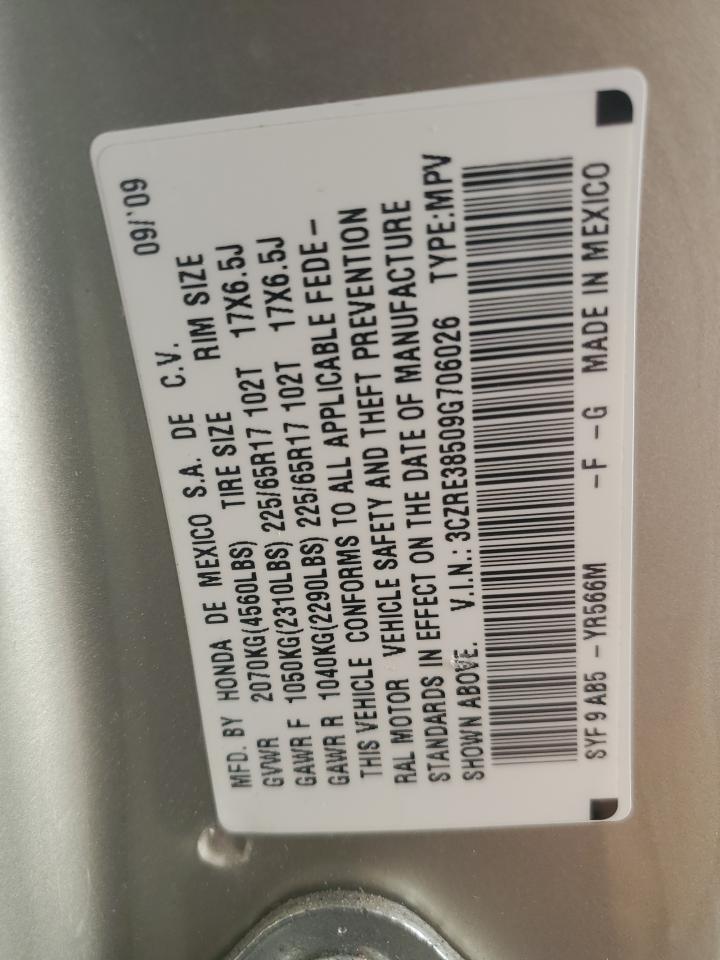 MFD. BY HONDA DE MEXICO S.A. DE C.V. 09/'09
GVWR 2070KG(4560LBS) TIRE SIZE RIM SIZE
GAWR F 1050KG(2310LBS) 225/65R17 102T 17X6.5J
GAWR R 1040KG(2290LBS) 225/65R17 102T 17X6.5J
THIS VEHICLE CONFORMS TO ALL APPLICABLE FEDE-
RAL MOTOR VEHICLE SAFETY AND THEFT PREVENTION
STANDARDS IN EFFECT ON THE DATE OF MANUFACTURE
SHOWN ABOVE. V.I.N.: 3CZRE38509G706026 TYPE:MPV
SYF 9 AB5 -YR566M -F -G MADE IN MEXICO